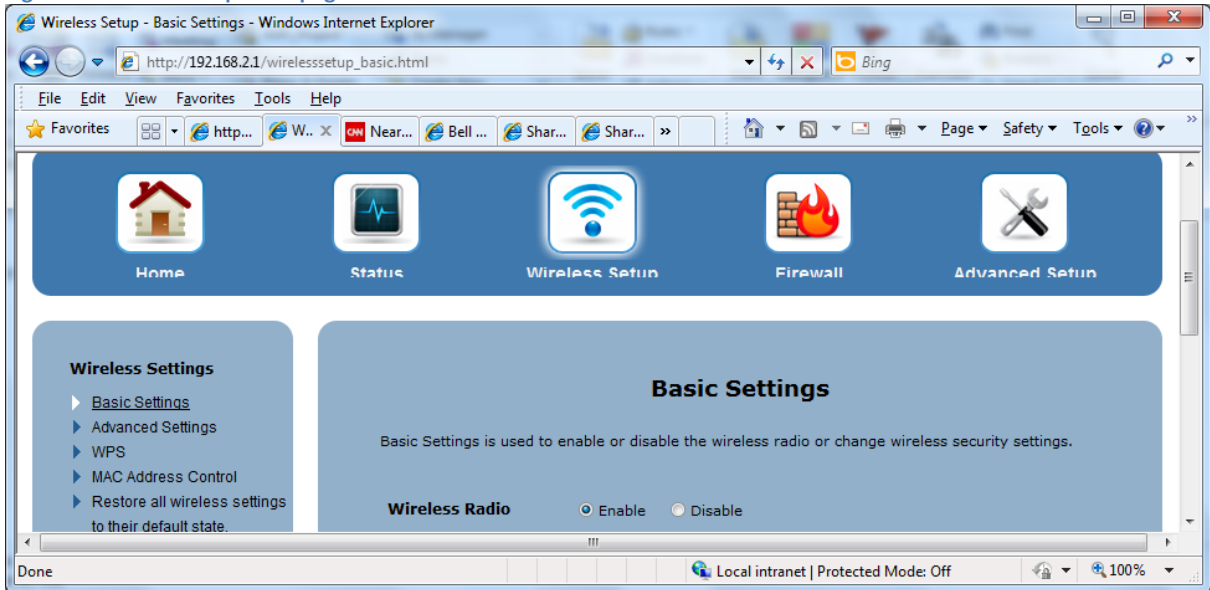 Wireless Setup - Basic Settings - Windows Internet Explorer
http://192.168.2.1/wirelesssetup_basic.html
Bing
File Edit View Favorites Tools Help
Favorites
http... W.. CNN Near... Bell ... Shar... Shar... »
Page Safety Tools »
Home Status Wireless Setup Firewall Advanced Setup
Wireless Settings
Basic Settings
Advanced Settings
WPS
MAC Address Control
Restore all wireless settings
to their default state.
Basic Settings
Basic Settings is used to enable or disable the wireless radio or change wireless security settings.
Wireless Radio Enable Disable
Done
Local intranet | Protected Mode: Off
100%